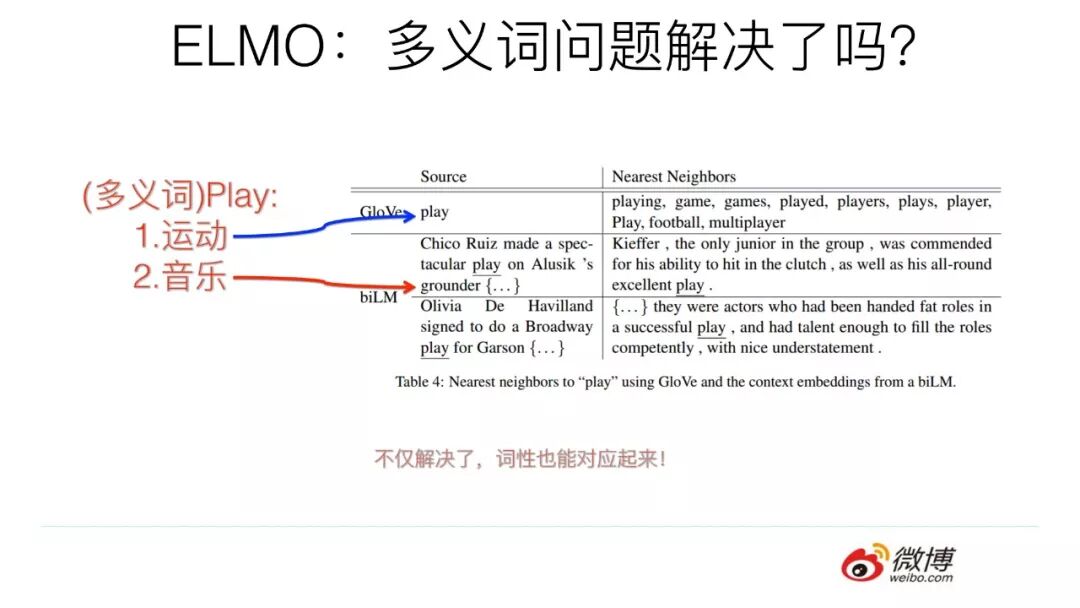 ELMO：多义词问题解决了吗？
(多义词)Play:
1.运动
2.音乐
Source Nearest Neighbors
GloVe play playing, game, games, played, players, plays, player,
Play, football, multiplayer
biLM
Chico Ruiz made a spec-
tacular play on Alusik 's
grounder {...}
Kieffer , the only junior in the group , was commended
for his ability to hit in the clutch , as well as his all-round
excellent play .
Olivia De Havilland
signed to do a Broadway
play for Garson {...}
{...} they were actors who had been handed fat roles in
a successful play , and had talent enough to fill the roles
competently , with nice understatement .
Table 4: Nearest neighbors to “play” using GloVe and the context embeddings from a biLM.
不仅解决了，词性也能对应起来！
微博
weibo.com